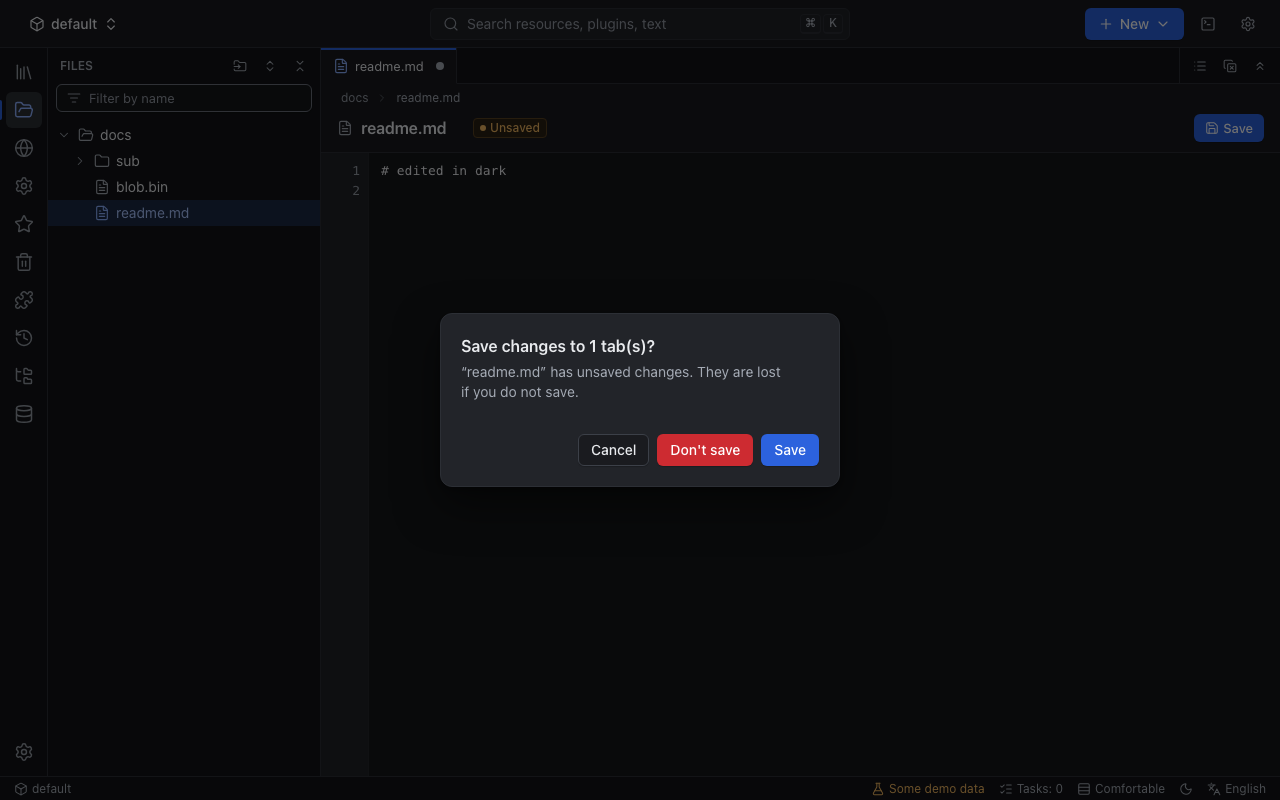 default
Search resources, plugins, text
⌘ K
New
FILES
Filter by name
docs
sub
blob.bin
readme.md
readme.md
docs
readme.md
readme.md
Unsaved
Save
1 # edited in dark
2
Save changes to 1 tab(s)?
“readme.md” has unsaved changes. They are lost
if you do not save.
Cancel
Don't save
Save
default
Some demo data
Tasks: 0
Comfortable
English